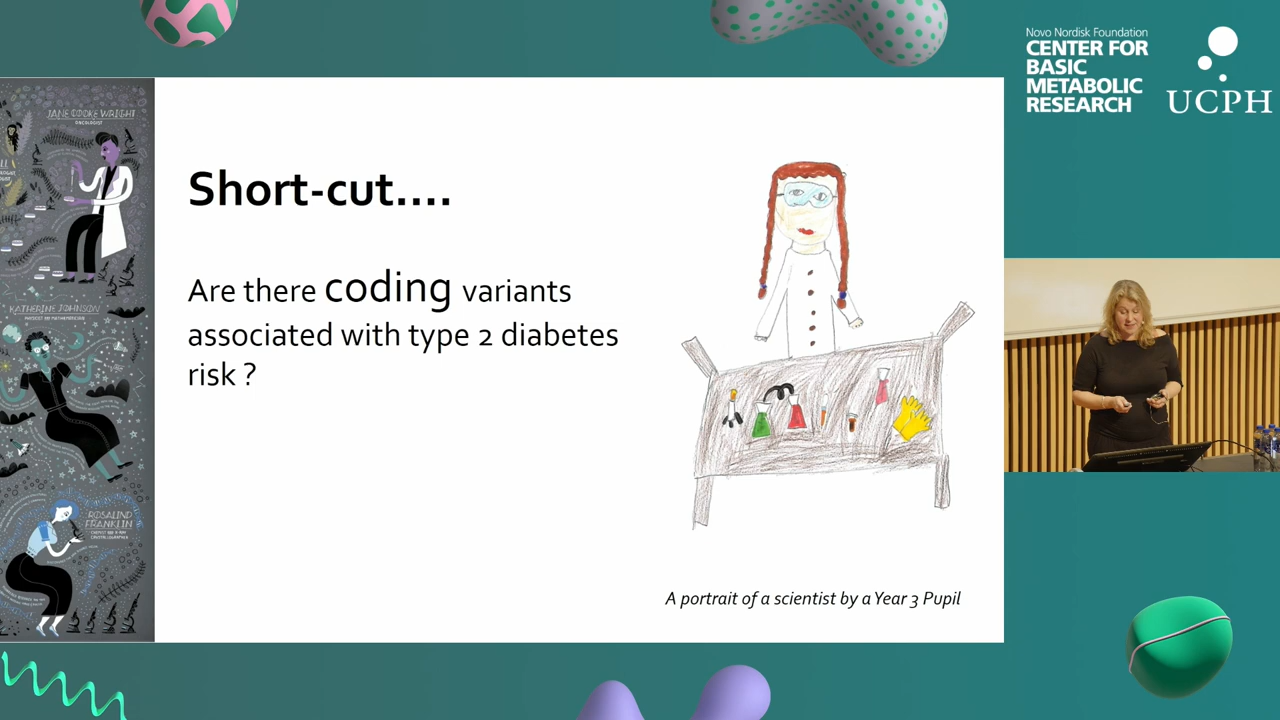 JANE COOKE WRIGHT
ONCOLOGIST
KATHERINE JOHNSON
ROSALIND
FRANKLIN
Short-cut....
Are there coding variants
associated with type 2 diabetes
risk ?
A portrait of a scientist by a Year 3 Pupil
Novo Nordisk Foundation
CENTER FOR
BASIC
METABOLIC
RESEARCH
UCPH